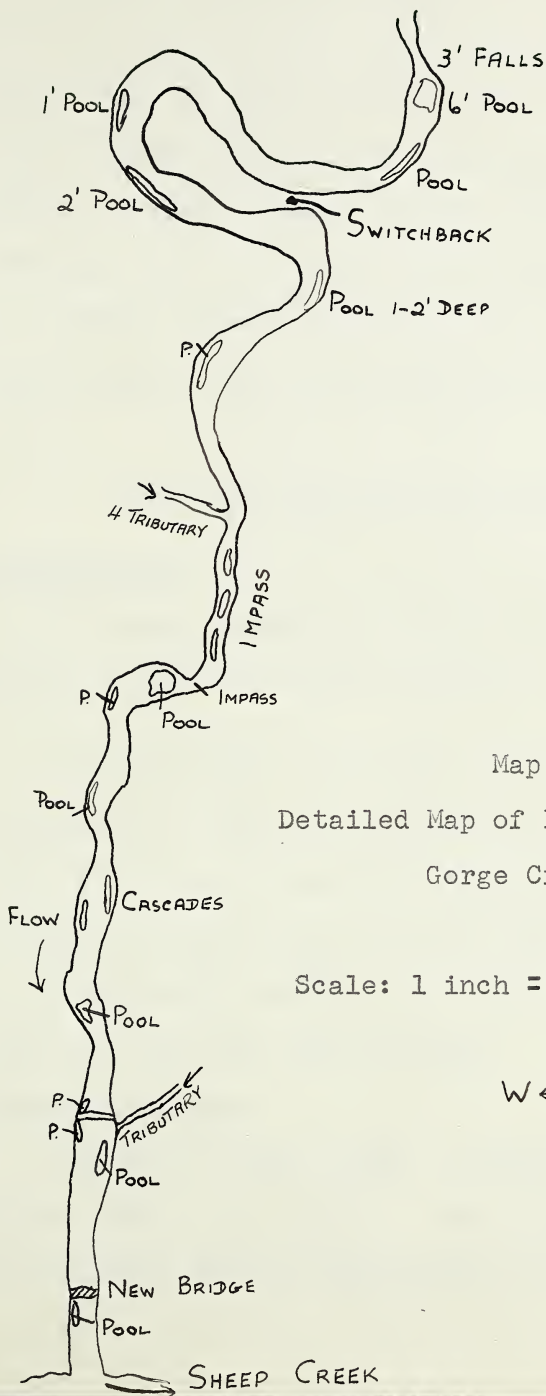 3' FALLS
1' POOL
6' POOL
POOL
2' POOL
SWITCHBACK
POOL 1-2' DEEP
P.
4 TRIBUTARY
IMPASS
IMPASS
P.
POOL
Map
POOL
Detailed Map of
Gorge
CASCADES
FLOW
Scale: 1 inch =
POOL
P.
W
P.
TRIBUTARY
POOL
NEW BRIDGE
POOL
SHEEP CREEK